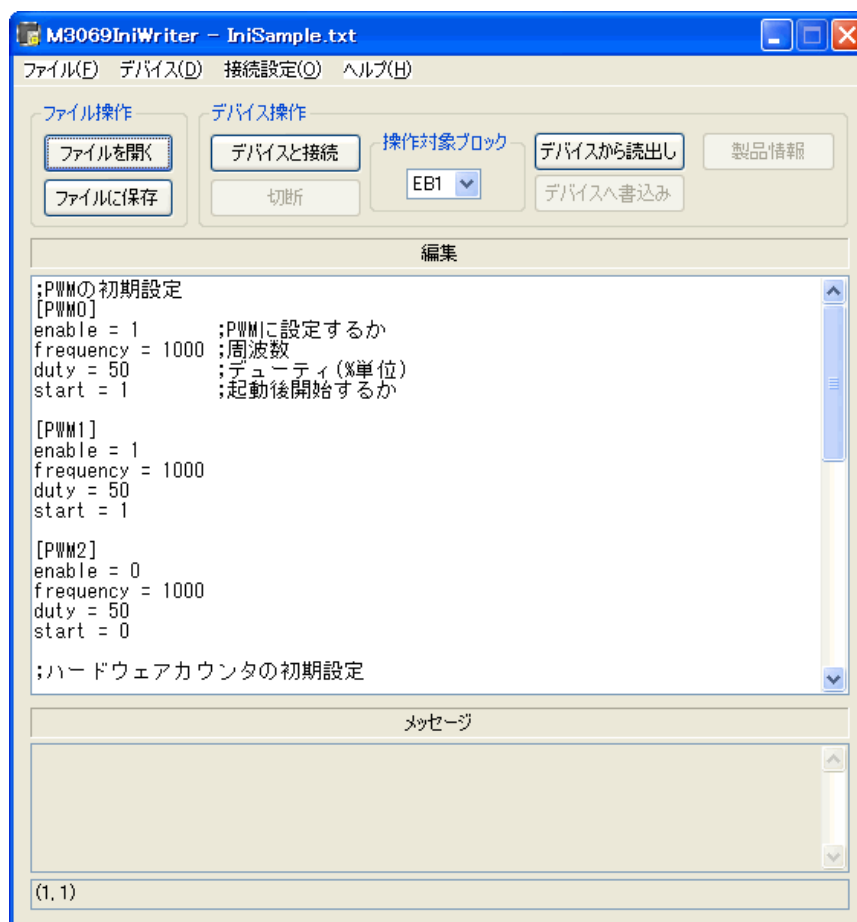 M3069IniWriter - IniSample.txt
ファイル(F) デバイス(D) 接続設定(O) ヘルプ(H)
ファイル操作
ファイルを開く
ファイルに保存
デバイス操作
デバイスと接続
切断
操作対象ブロック
EB1
デバイスから読出し
デバイスへ書込み
製品情報
編集
;PWMの初期設定
[PWM0]
enable = 1 ;PWMに設定するか
frequency = 1000 ;周波数
duty = 50 ;デューティ(%単位)
start = 1 ;起動後開始するか
[PWM1]
enable = 1
frequency = 1000
duty = 50
start = 1
[PWM2]
enable = 0
frequency = 1000
duty = 50
start = 0
;ハードウェアカウンタの初期設定
メッセージ
(1, 1)